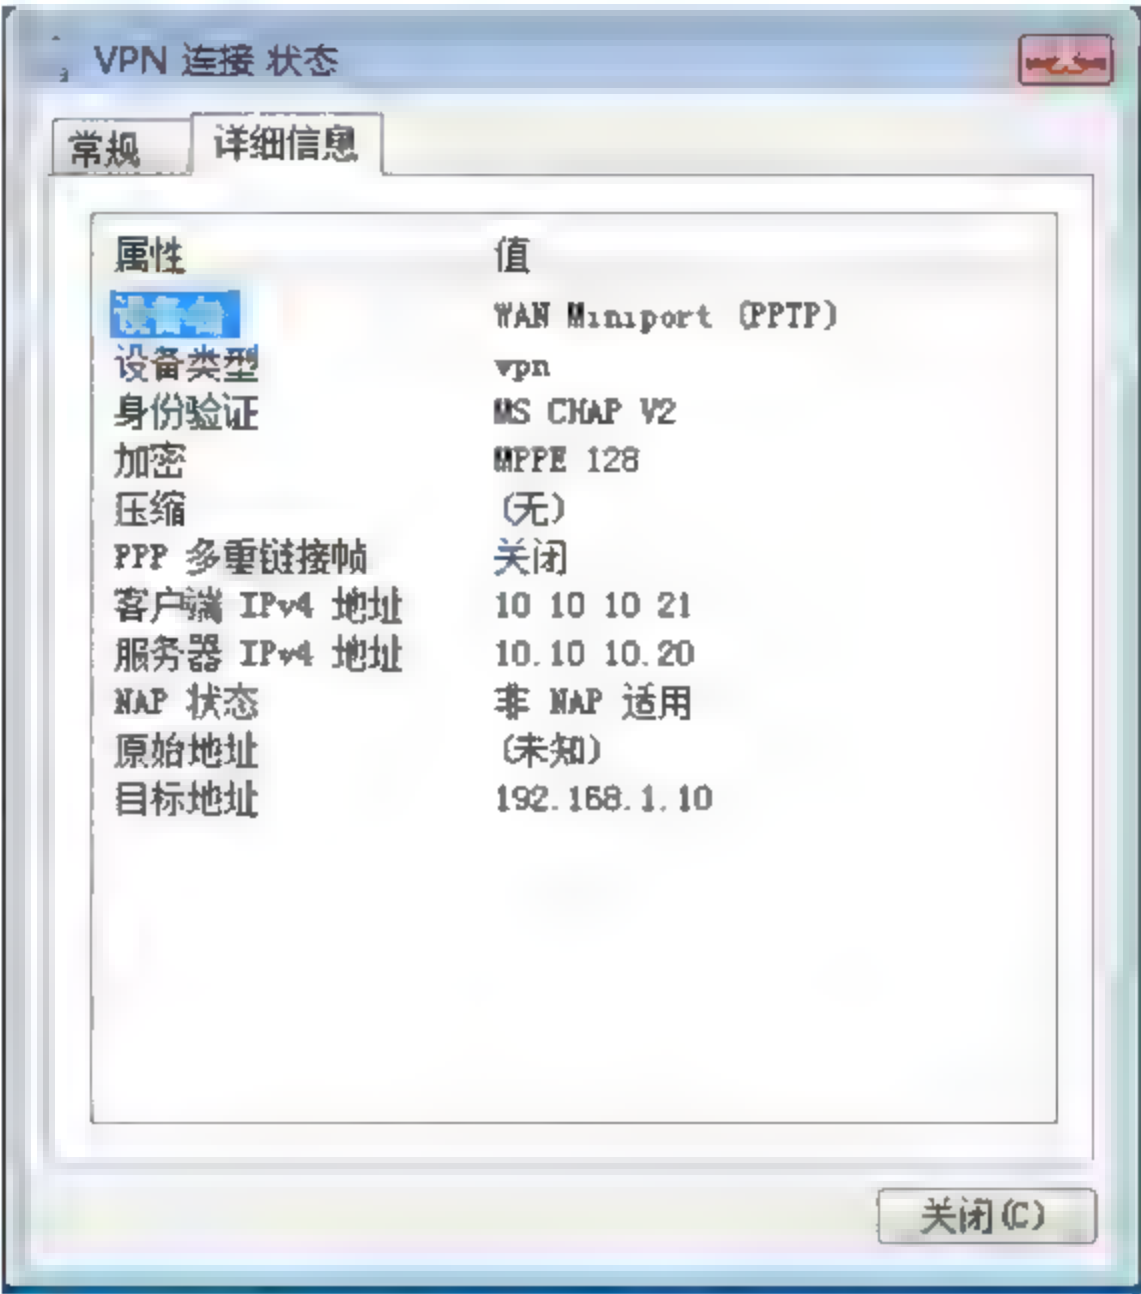 VPN 连接 状态
常规 详细信息
属性 值
设备名 WAN Miniport (PPTP)
设备类型 vpn
身份验证 MS CHAP V2
加密 MPPE 128
压缩 (无)
PPP 多重链接帧 关闭
客户端 IPv4 地址 10 10 10 21
服务器 IPv4 地址 10.10 10.20
NAP 状态 非 NAP 适用
原始地址 (未知)
目标地址 192.168.1.10
关闭(C)